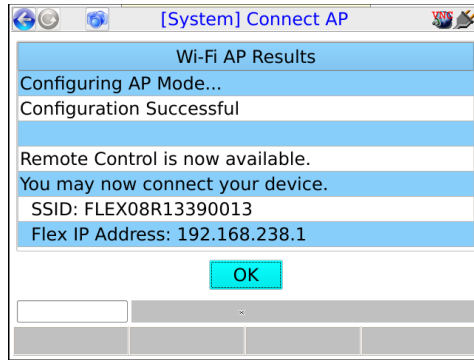 [System] Connect AP
VNC
Wi-Fi AP Results
Configuring AP Mode...
Configuration Successful
Remote Control is now available.
You may now connect your device.
SSID: FLEX08R13390013
Flex IP Address: 192.168.238.1
OK